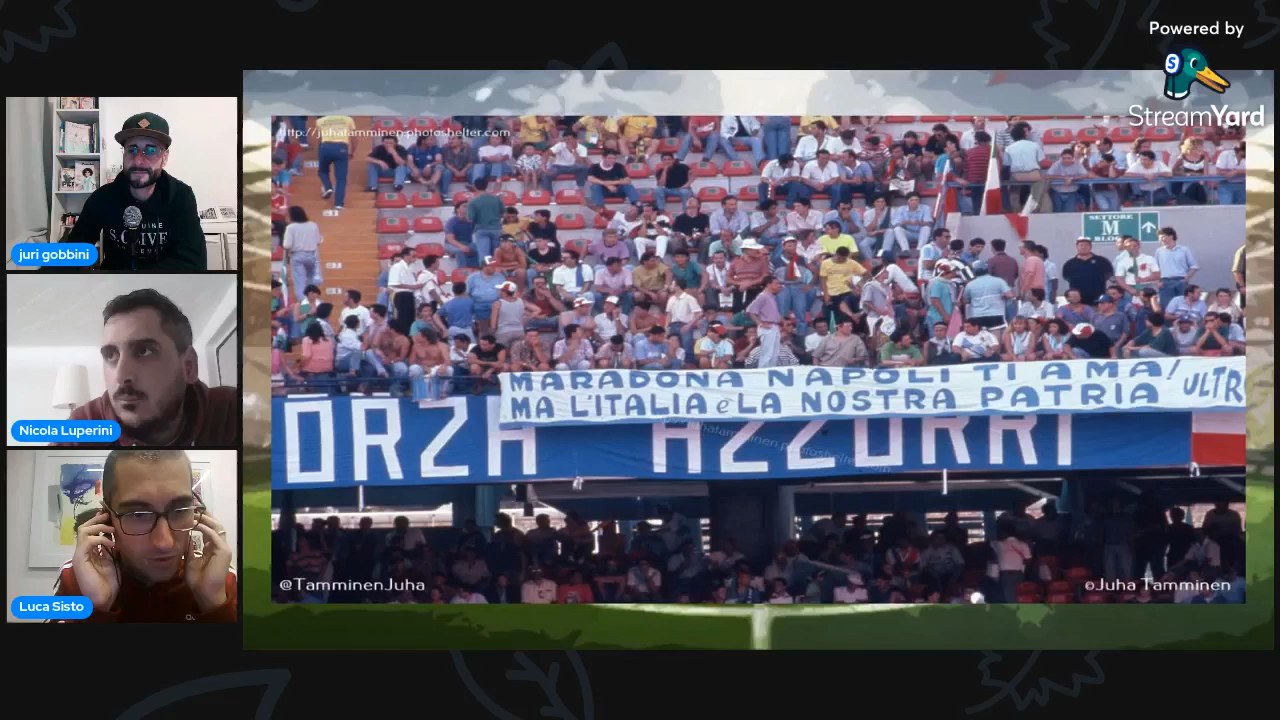 Powered by
StreamYard
juri gobbini
Nicola Luperini
Luca Sisto
http://juhatamminen.photoshelter.com
SETTORE
M
MARADONA NAPOLI TI AMA!
MA L'ITALIA e LA NOSTRA PATRIA
ULTR
ORZA AZZURRI
@TamminenJuha
©Juha Tamminen